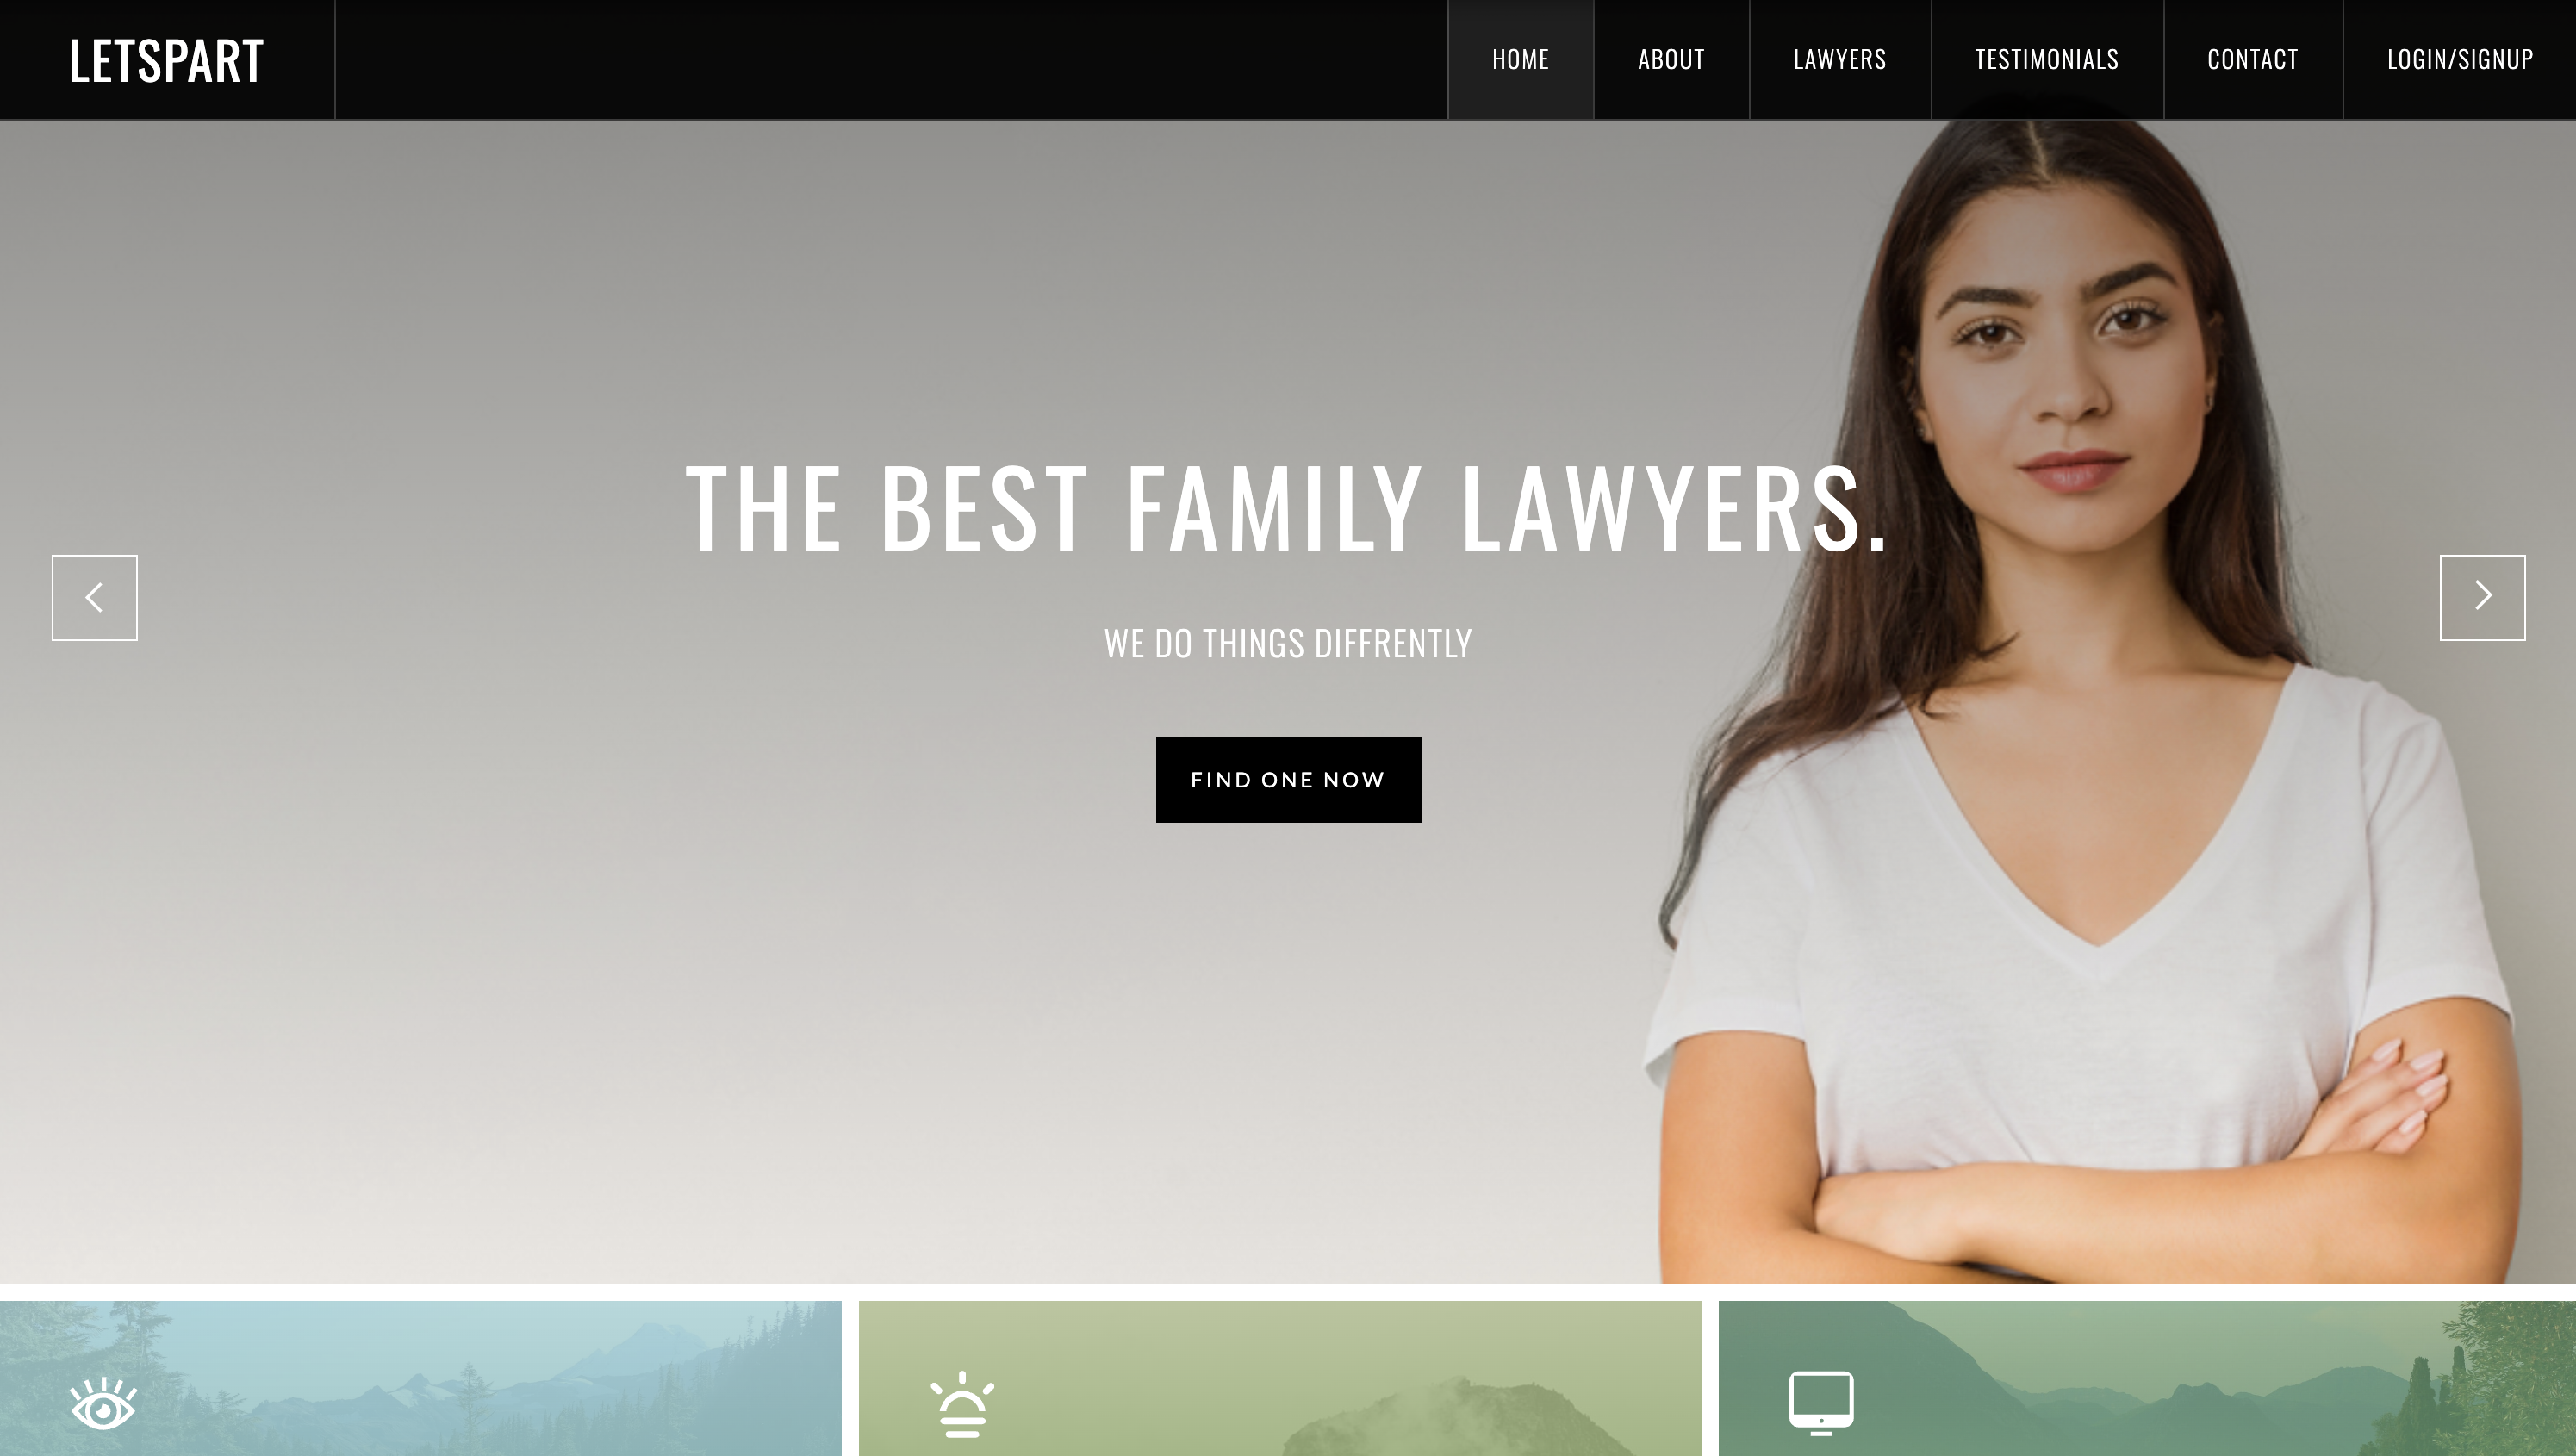 LETSPART
HOME ABOUT LAWYERS TESTIMONIALS CONTACT LOGIN/SIGNUP
THE BEST FAMILY LAWYERS.
WE DO THINGS DIFFRENTLY
FIND ONE NOW